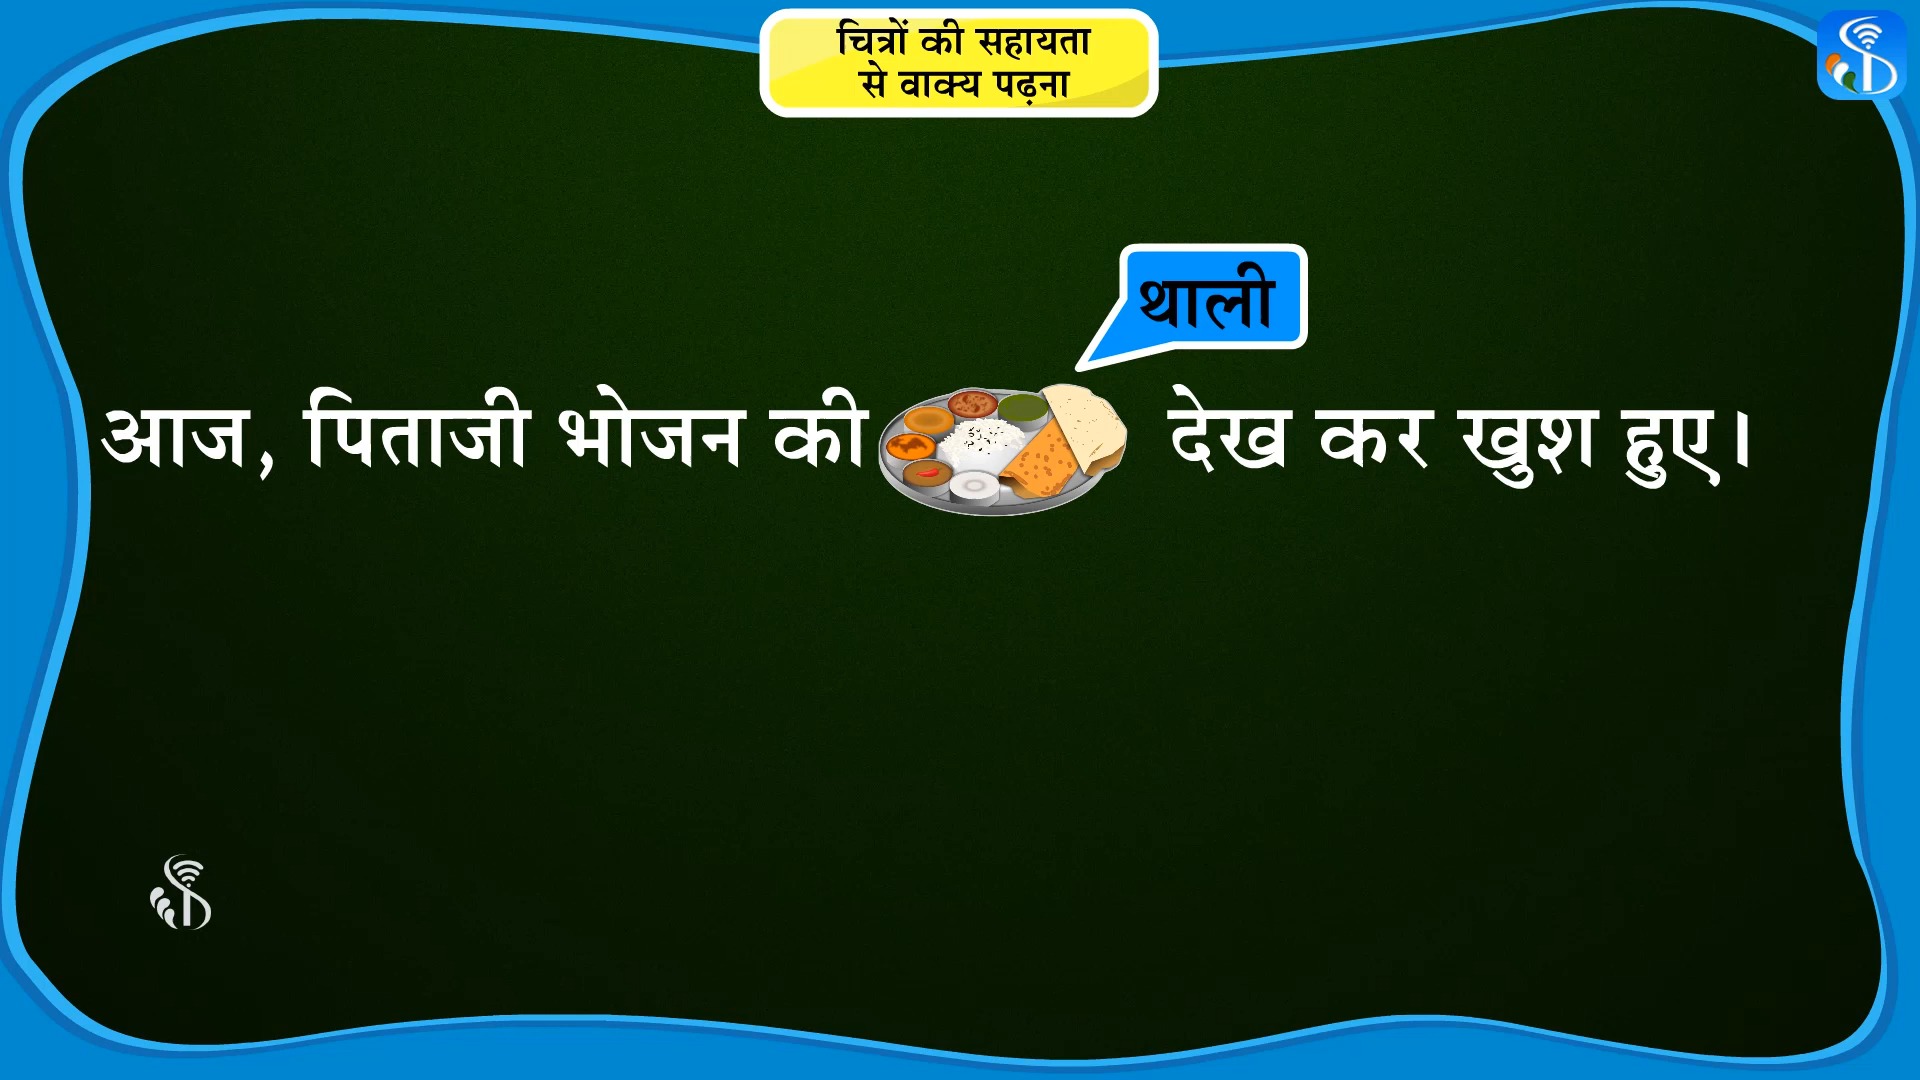 चित्रों की सहायता
से वाक्य पढ़ना
थाली
आज, पिताजी भोजन की देख कर खुश हुए।